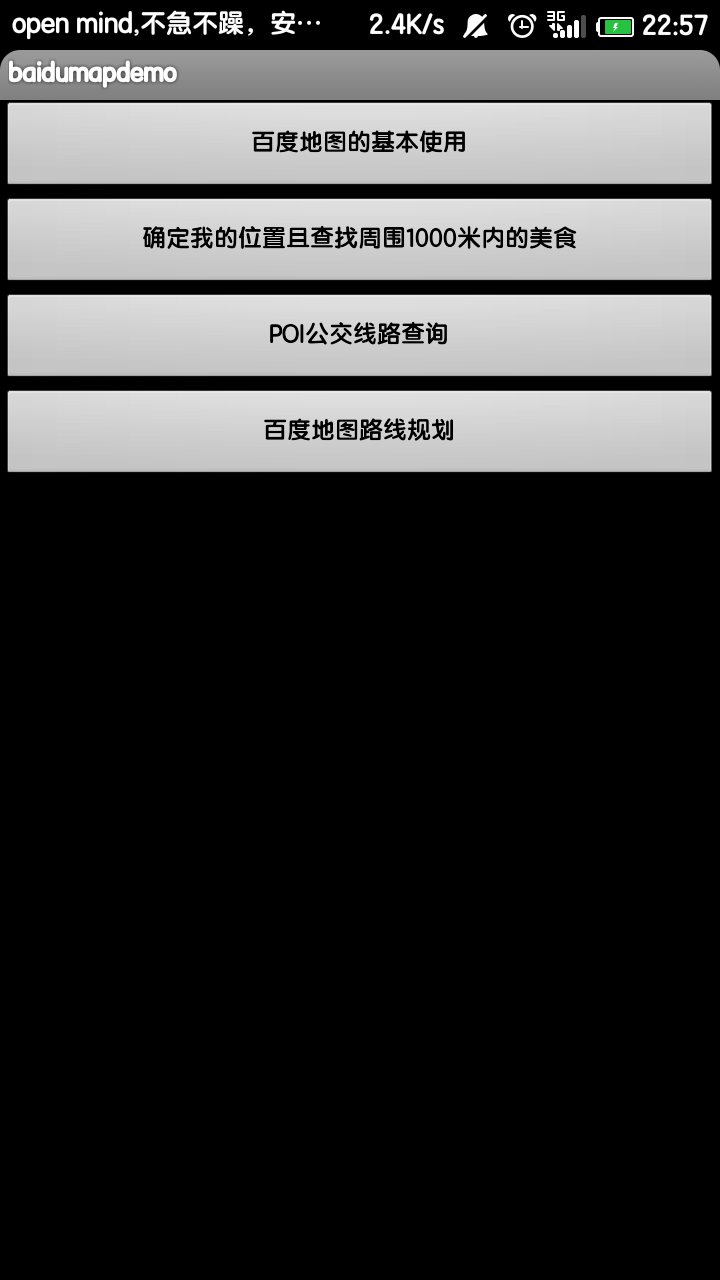 open mind,不急不躁，安… 2.4K/s 3G 22:57
baidumapdemo
百度地图的基本使用
确定我的位置且查找周围1000米内的美食
POI公交线路查询
百度地图路线规划